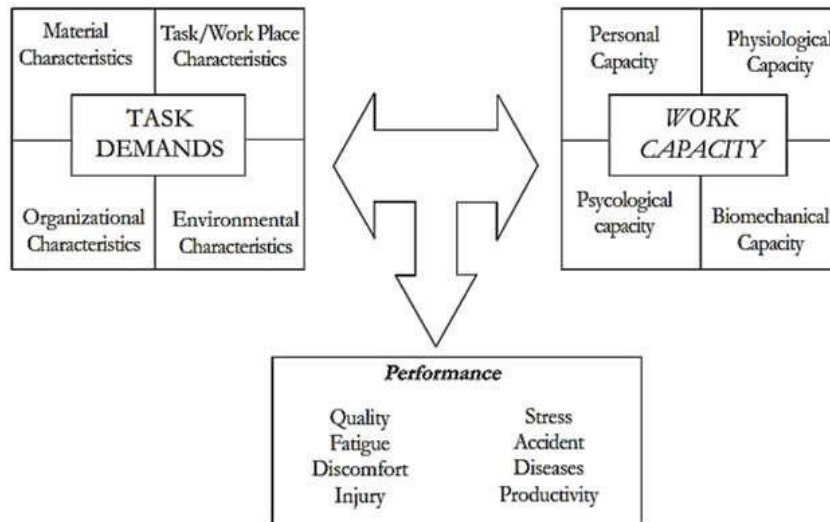 Material
Characteristics
Task/Work Place
Characteristics
TASK
DEMANDS
Organizational
Characteristics
Environmental
Characteristics
Personal
Capacity
Physiological
Capacity
WORK
CAPACITY
Psycological
capacity
Biomechanical
Capacity
Performance
Quality
Fatigue
Discomfort
Injury
Stress
Accident
Diseases
Productivity